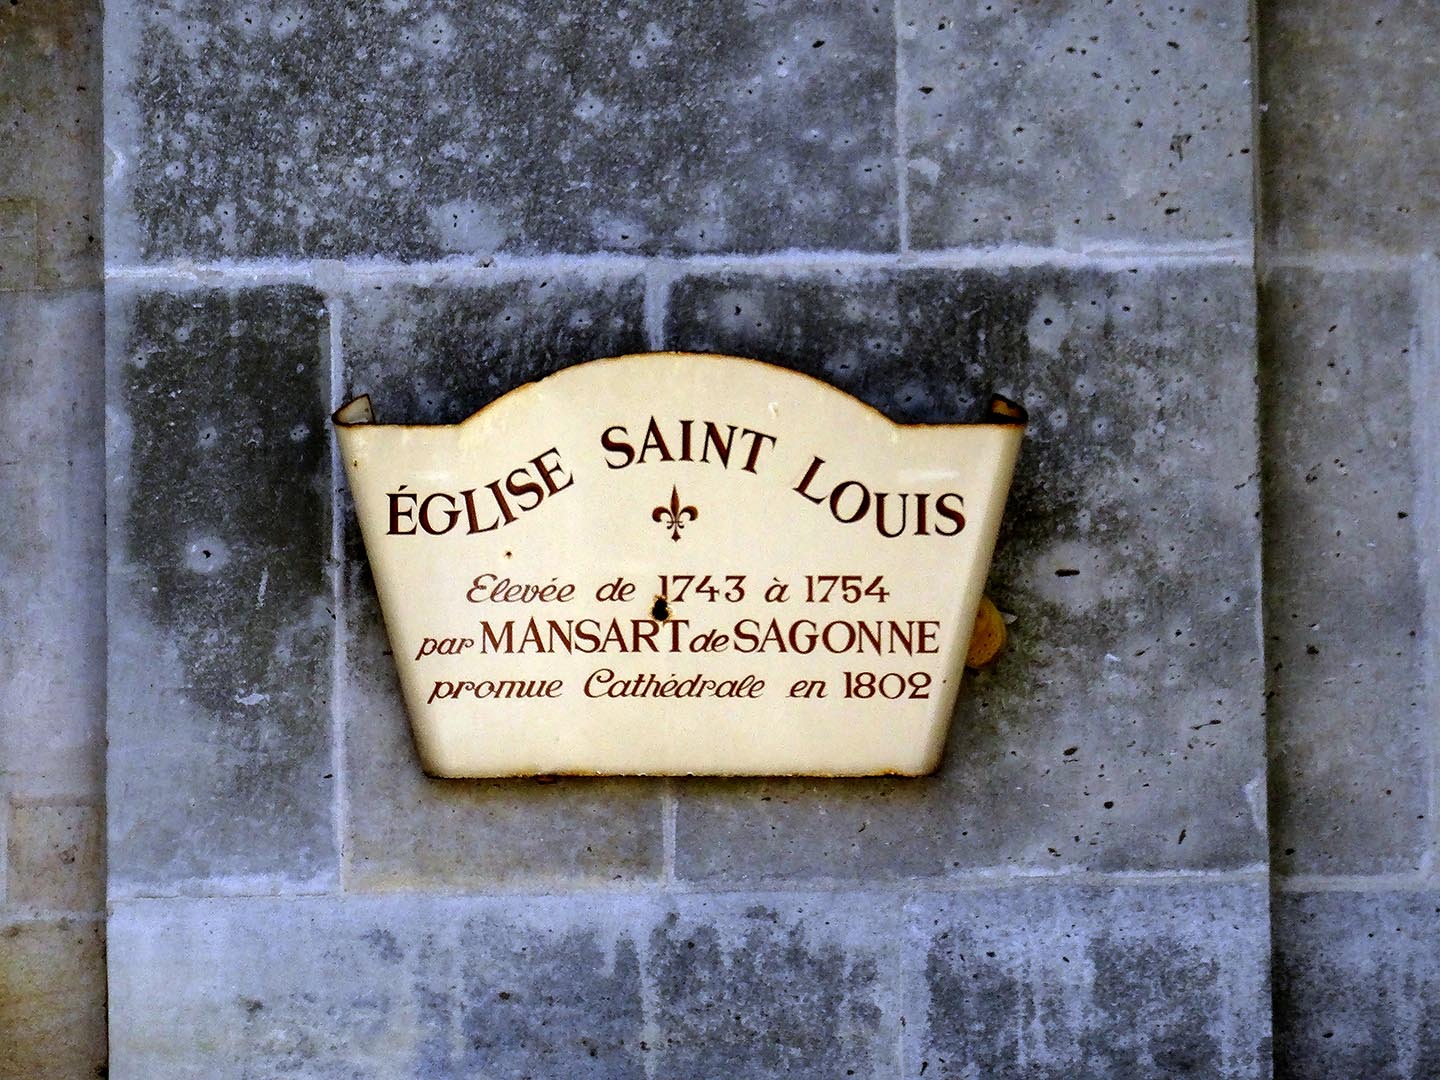 ÉGLISE SAINT LOUIS
Elevée de 1743 à 1754
par MANSART de SAGONNE
promue Cathédrale en 1802